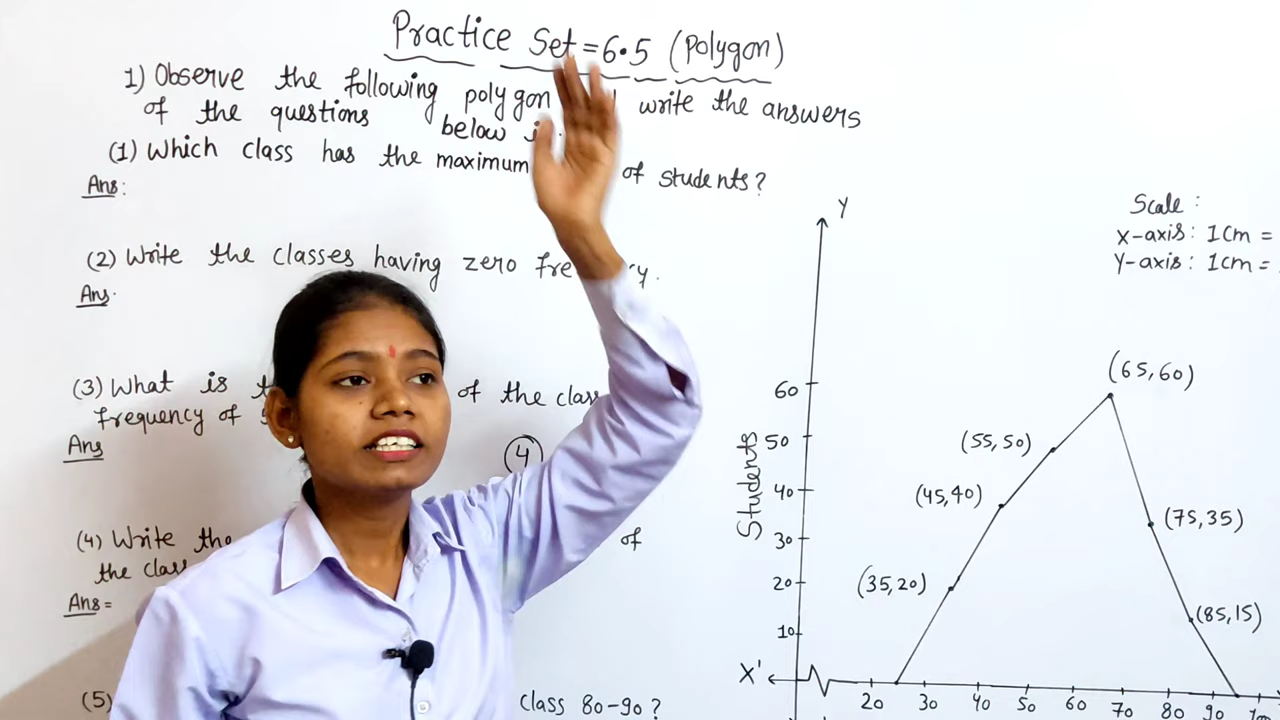 Practice Set = 6.5 (Polygon)
1) Observe the following polygon write the answers
of the questions below
(1) Which class has the maximum of students?
Ans:
(2) Write the classes having zero
Ans.
(3) What is of the class
frequency of
Ans
(4)
(4) Write the of
the class
Ans=
(5) class 80-90?
Scale:
X-axis: 1cm =
Y-axis: 1cm =
Y
Students
60
50
40
30
20
10
(65,60)
(55,50)
(45,40)
(75,35)
(35,20)
(85,15)
X'
20 30 40 50 60 70 80 90